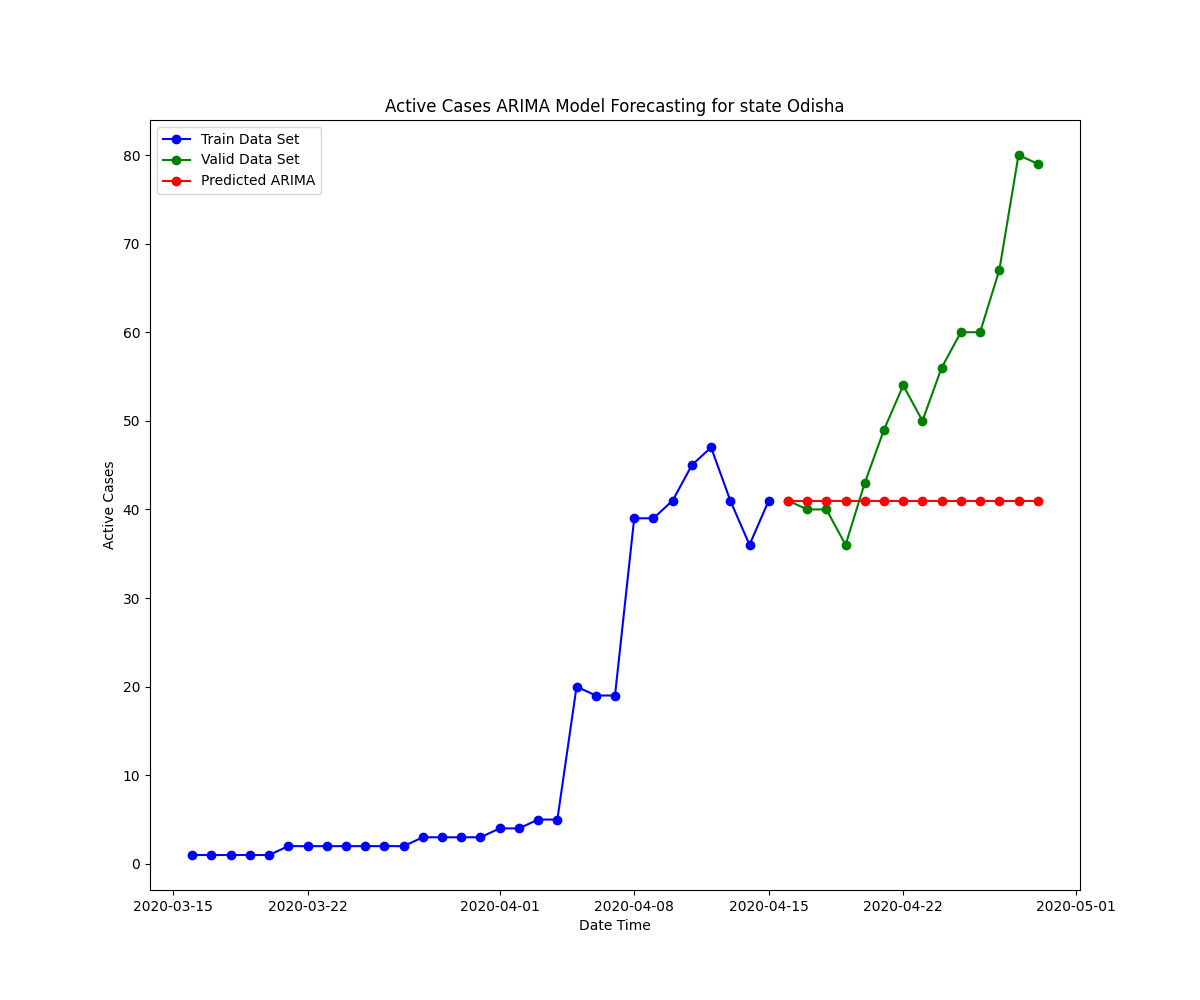 Active Cases ARIMA Model Forecasting for state Odisha
Train Data Set
Valid Data Set
Predicted ARIMA
80
70
60
50
40
30
20
10
0
Active Cases
2020-03-15
2020-03-22
2020-04-01
2020-04-08
2020-04-15
2020-04-22
2020-05-01
Date Time